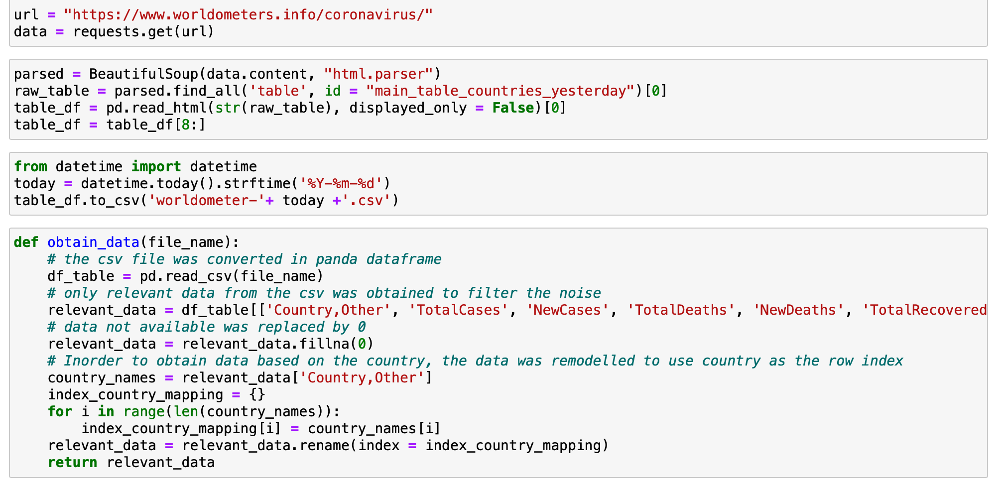 url = "https://www.worldometers.info/coronavirus/"
data = requests.get(url)
parsed = BeautifulSoup(data.content, "html.parser")
raw_table = parsed.find_all('table', id = "main_table_countries_yesterday")[0]
table_df = pd.read_html(str(raw_table), displayed_only = False)[0]
table_df = table_df[8:]
from datetime import datetime
today = datetime.today().strftime('%Y-%m-%d')
table_df.to_csv('worldometer-'+ today +'.csv')
def obtain_data(file_name):
    # the csv file was converted in panda dataframe
    df_table = pd.read_csv(file_name)
    # only relevant data from the csv was obtained to filter the noise
    relevant_data = df_table[['Country,Other', 'TotalCases', 'NewCases', 'TotalDeaths', 'NewDeaths', 'TotalRecovered
    # data not available was replaced by 0
    relevant_data = relevant_data.fillna(0)
    # Inorder to obtain data based on the country, the data was remodelled to use country as the row index
    country_names = relevant_data['Country,Other']
    index_country_mapping = {}
    for i in range(len(country_names)):
        index_country_mapping[i] = country_names[i]
    relevant_data = relevant_data.rename(index = index_country_mapping)
    return relevant_data